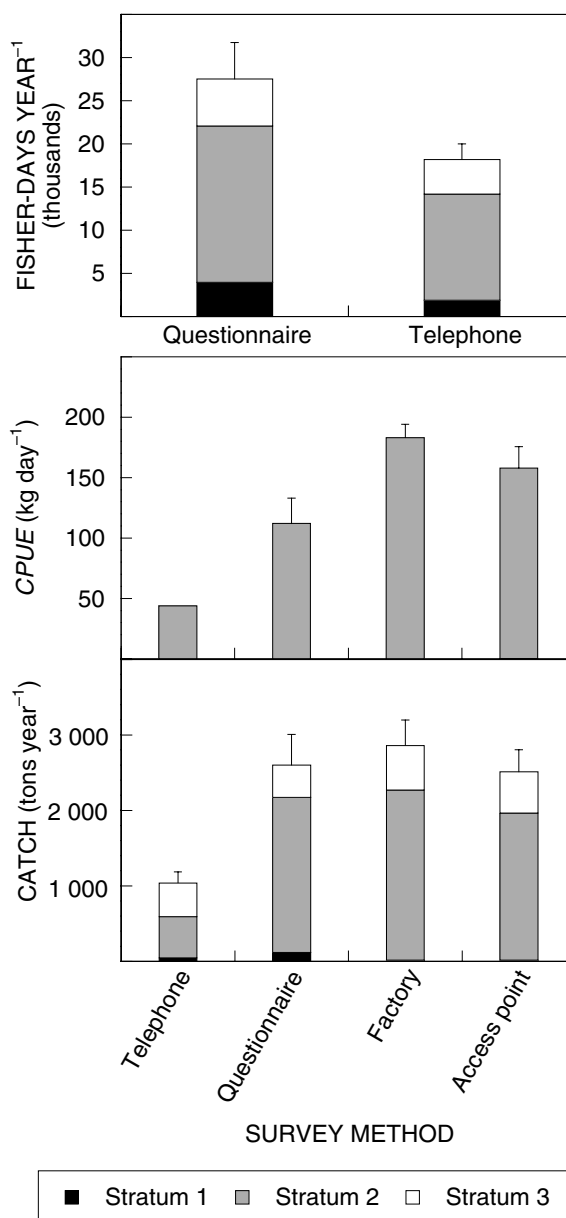 FISHER-DAYS YEAR⁻¹
(thousands)
30
25
20
15
10
5
Questionnaire Telephone
CPUE (kg day⁻¹)
200
150
100
50
CATCH (tons year⁻¹)
3 000
2 000
1 000
Telephone
Questionnaire
Factory
Access point
SURVEY METHOD
Stratum 1 Stratum 2 Stratum 3